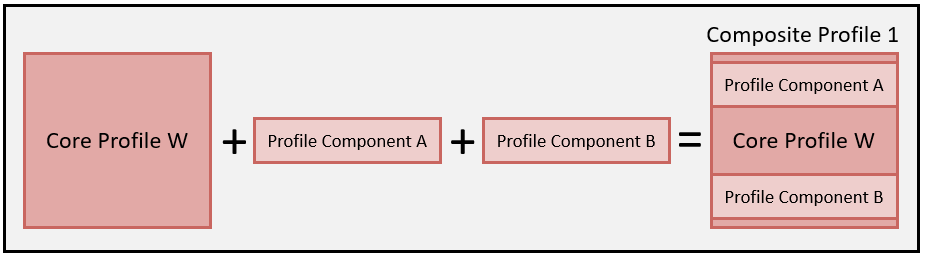 Composite Profile 1
Core Profile W + Profile Component A + Profile Component B =
Profile Component A
Core Profile W
Profile Component B